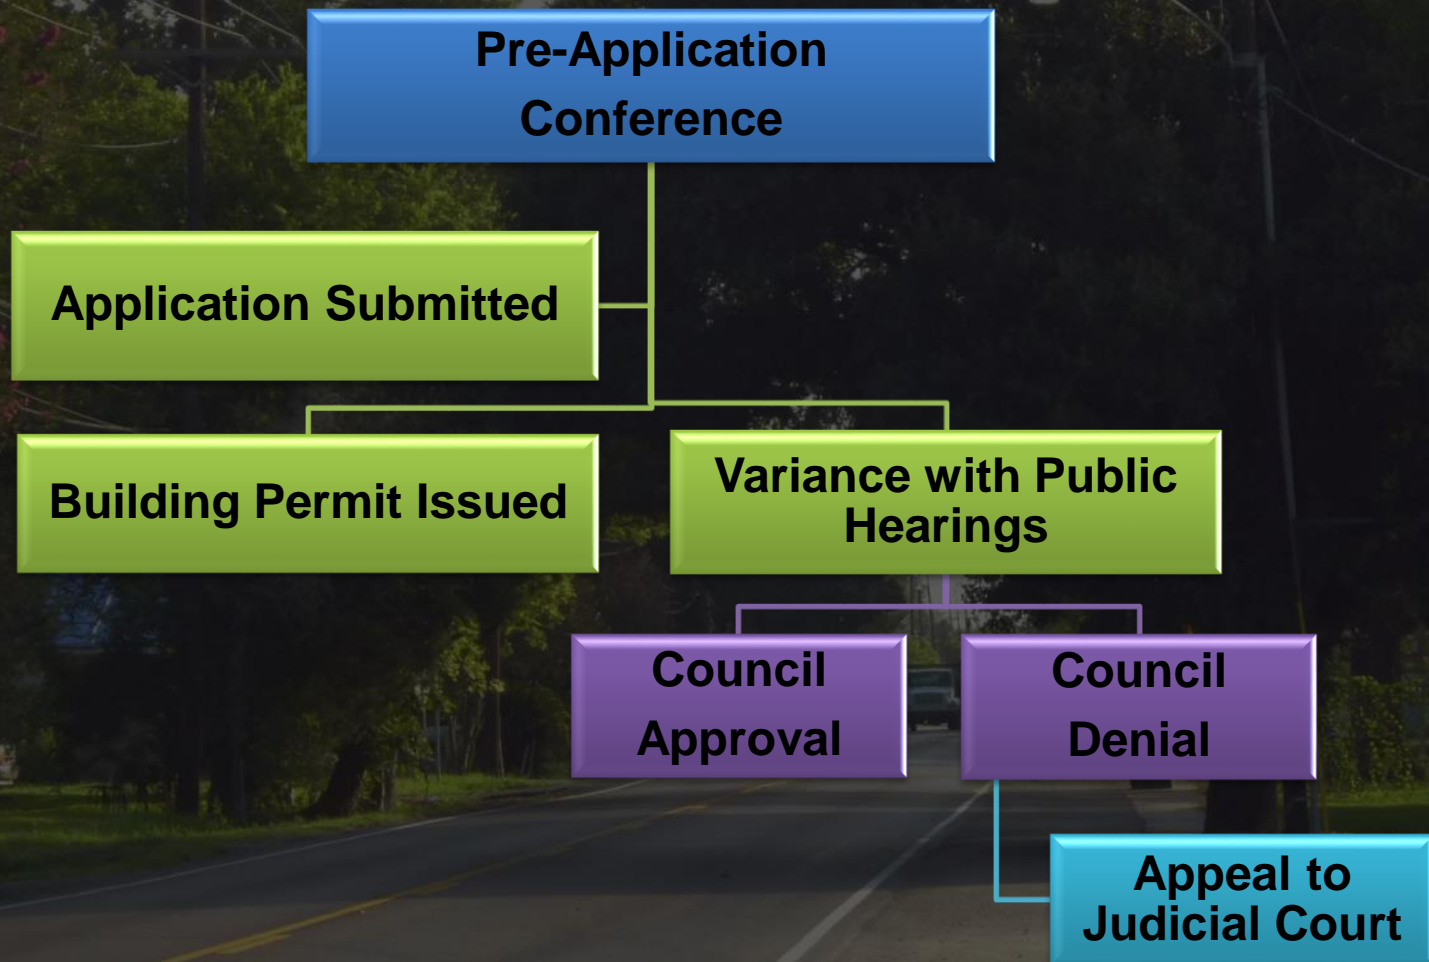 Pre-Application
Conference
Application Submitted
Building Permit Issued
Variance with Public
Hearings
Council
Approval
Council
Denial
Appeal to
Judicial Court